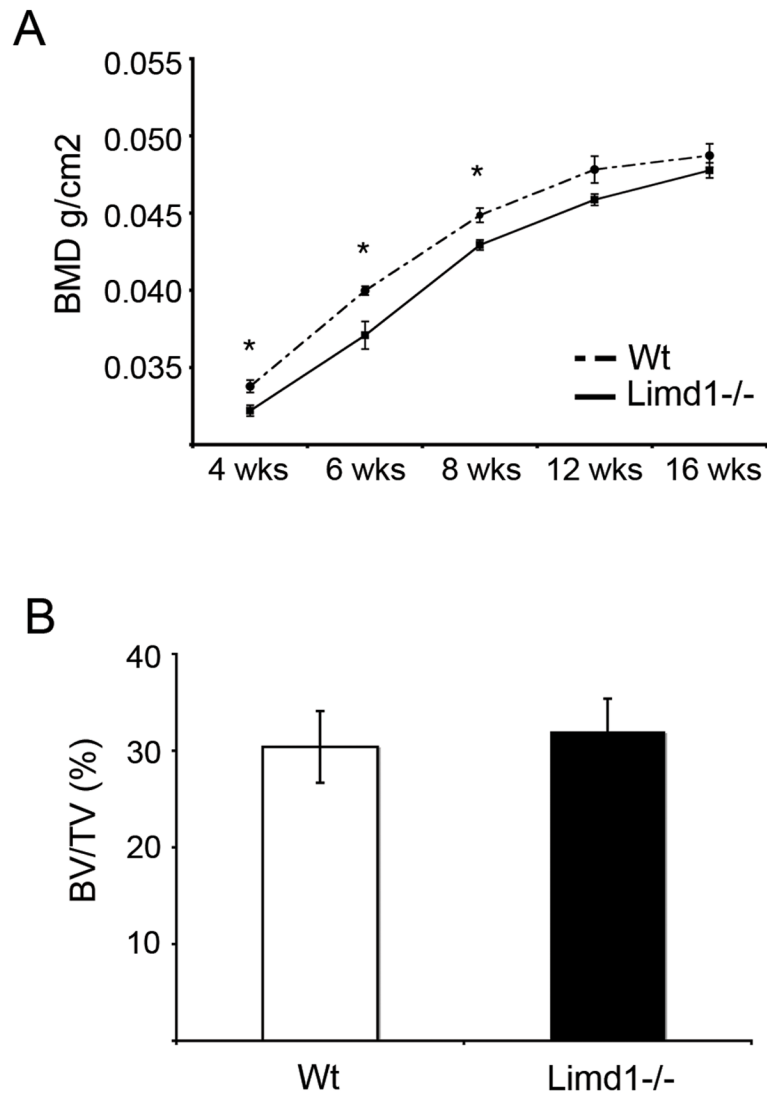 A
BMD g/cm2
0.055
0.050
0.045
0.040
0.035
*
*
*
Wt
Limd1-/-
4 wks 6 wks 8 wks 12 wks 16 wks
B
BV/TV (%)
40
30
20
10
Wt Limd1-/-